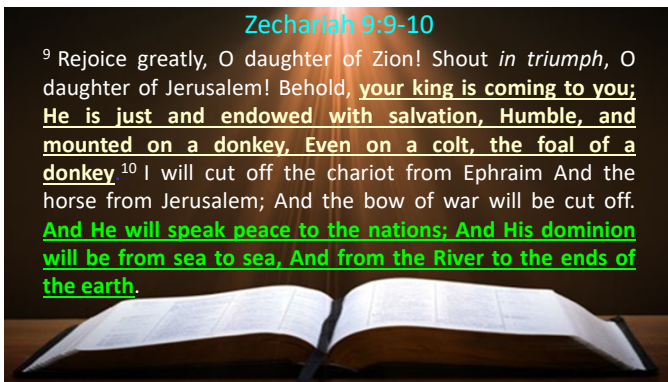 Zechariah 9:9-10
9 Rejoice greatly, O daughter of Zion! Shout in triumph, O
daughter of Jerusalem! Behold, your king is coming to you;
He is just and endowed with salvation, Humble, and
mounted on a donkey, Even on a colt, the foal of a
donkey.10 I will cut off the chariot from Ephraim And the
horse from Jerusalem; And the bow of war will be cut off.
And He will speak peace to the nations; And His dominion
will be from sea to sea, And from the River to the ends of
the earth.